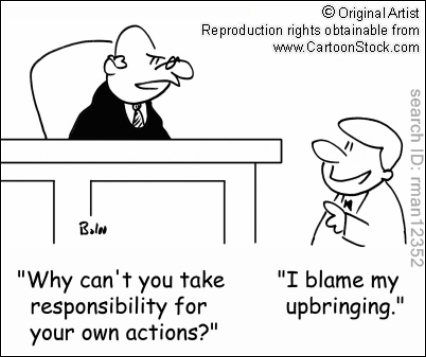 © Original Artist
Reproduction rights obtainable from
www.CartoonStock.com
search ID: rman12352
"Why can't you take
responsibility for
your own actions?"
"I blame my
upbringing."